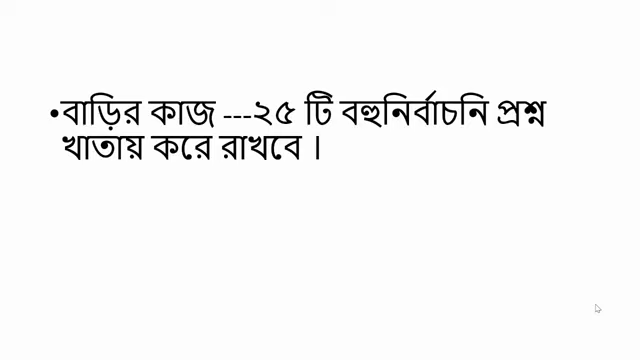 •বাড়ির কাজ ---২৫ টি বহুনির্বাচনি প্রশ্ন
খাতায় করে রাখবে ।